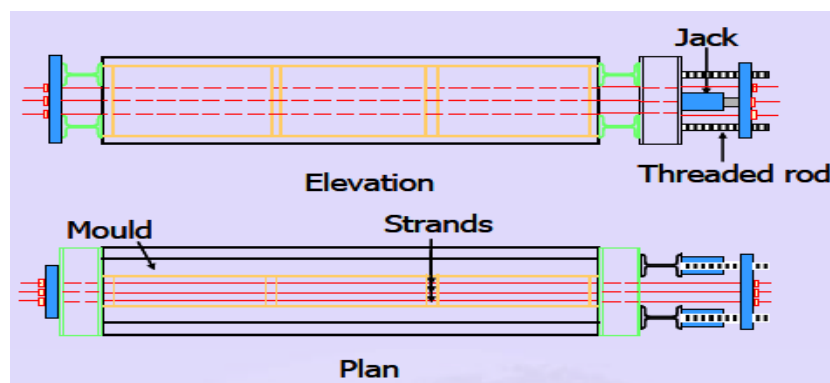 Jack
Threaded rod
Elevation
Strands
Mould
Plan